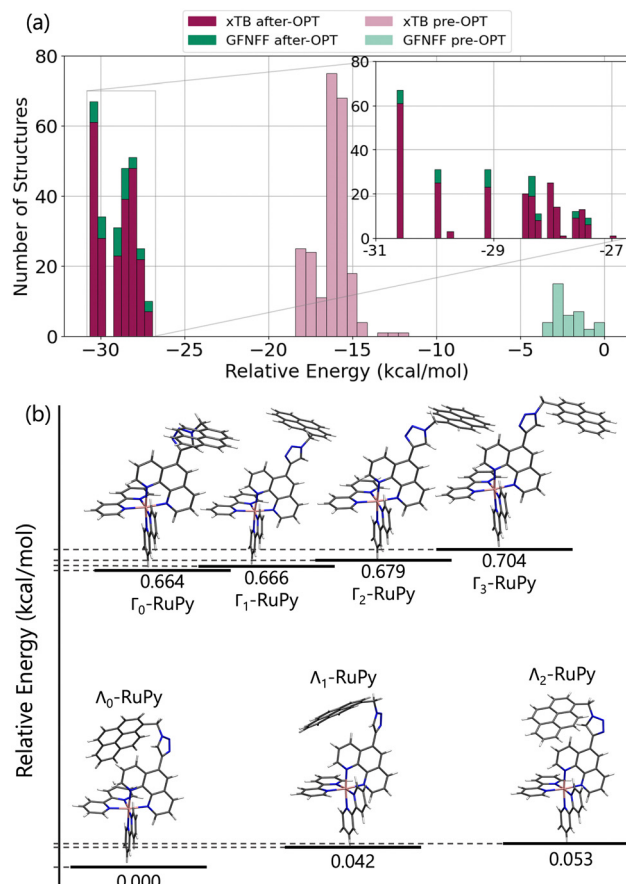 (a)
xTB after-OPT xTB pre-OPT
GFNFF after-OPT GFNFF pre-OPT
Number of Structures
80
60
40
20
0
−30 −25 −20 −15 −10 −5 0
Relative Energy (kcal/mol)
80
60
40
20
0
-31 -29 -27
(b)
Relative Energy (kcal/mol)
0.664 0.666 0.679 0.704
Γ₀-RuPy Γ₁-RuPy Γ₂-RuPy Γ₃-RuPy
Λ₀-RuPy Λ₁-RuPy Λ₂-RuPy
0.000 0.042 0.053